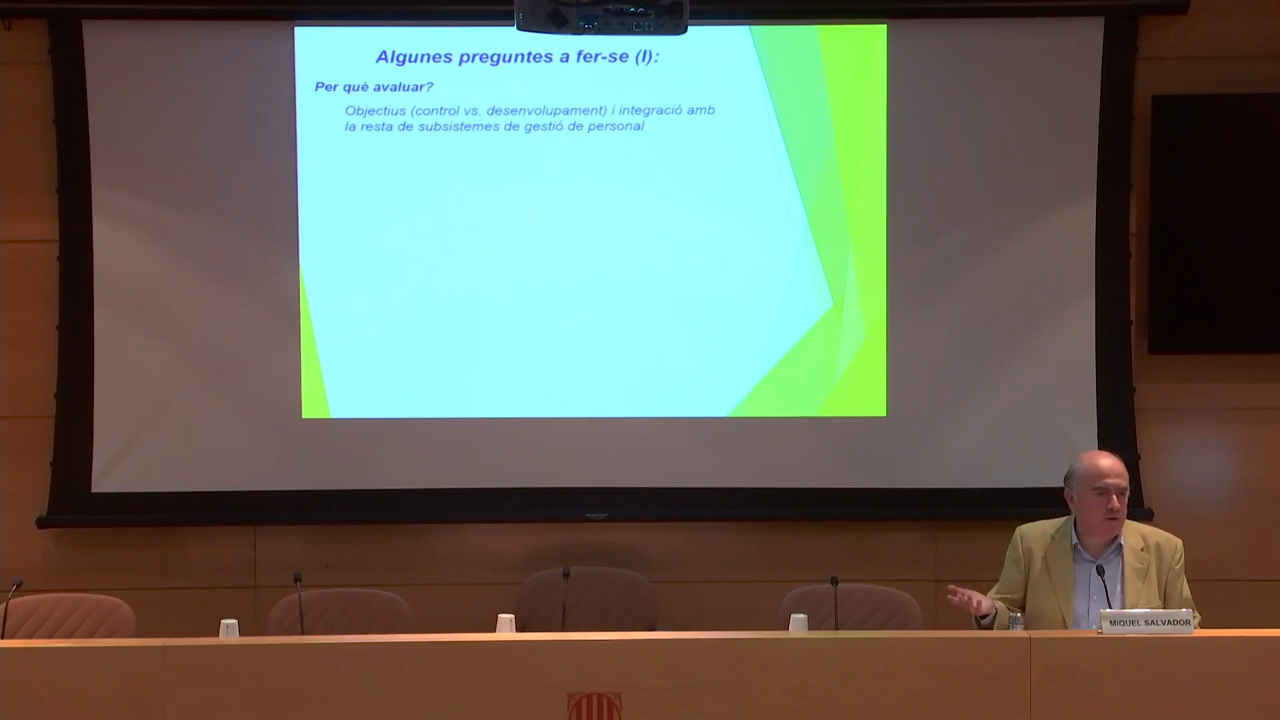 Algunes preguntes a fer-se (I):
Per què avaluar?
Objectius (control vs. desenvolupament) i integració amb
la resta de subsistemes de gestió de personal
MIQUEL SALVADOR